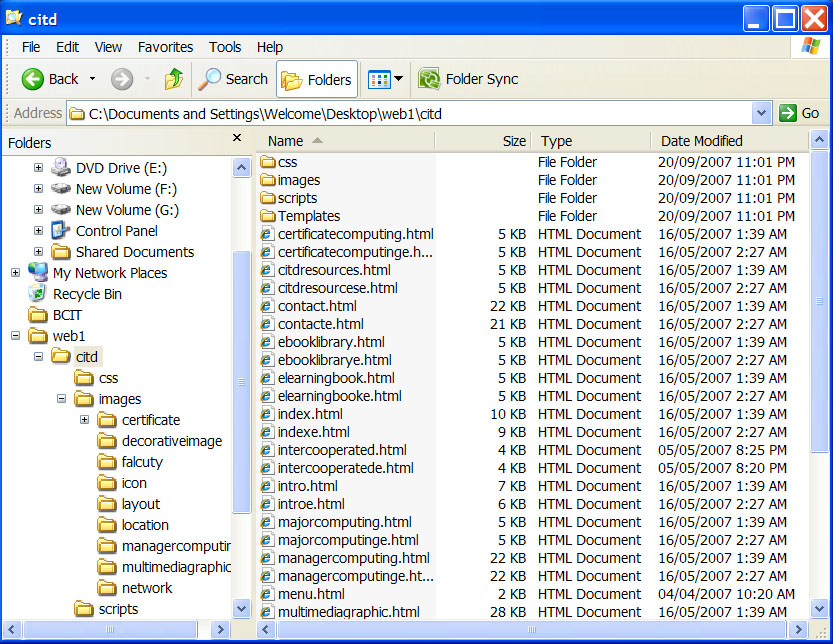 citd
File Edit View Favorites Tools Help
Back Search Folders Folder Sync
Address C:\Documents and Settings\Welcome\Desktop\web1\citd Go
Folders
DVD Drive (E:)
New Volume (F:)
New Volume (G:)
Control Panel
Shared Documents
My Network Places
Recycle Bin
BCIT
web1
citd
css
images
certificate
decorativeimage
falcuty
icon
layout
location
managercomputin
multimediagraphic
network
scripts
Name Size Type Date Modified
css File Folder 20/09/2007 11:01 PM
images File Folder 20/09/2007 11:01 PM
scripts File Folder 20/09/2007 11:01 PM
Templates File Folder 20/09/2007 11:01 PM
certificatecomputing.html 5 KB HTML Document 16/05/2007 1:39 AM
certificatecomputinge.h... 5 KB HTML Document 16/05/2007 2:27 AM
citdresources.html 5 KB HTML Document 16/05/2007 1:39 AM
citdresourcese.html 5 KB HTML Document 16/05/2007 2:27 AM
contact.html 22 KB HTML Document 16/05/2007 1:39 AM
contacte.html 21 KB HTML Document 16/05/2007 2:27 AM
ebooklibrary.html 5 KB HTML Document 16/05/2007 1:39 AM
ebooklibrarye.html 5 KB HTML Document 16/05/2007 2:27 AM
elearningbook.html 5 KB HTML Document 16/05/2007 1:39 AM
elearningbooke.html 5 KB HTML Document 16/05/2007 2:27 AM
index.html 10 KB HTML Document 16/05/2007 1:39 AM
indexe.html 9 KB HTML Document 16/05/2007 2:27 AM
intercooperated.html 4 KB HTML Document 05/05/2007 8:25 PM
intercooperatede.html 4 KB HTML Document 05/05/2007 8:20 PM
intro.html 7 KB HTML Document 16/05/2007 1:39 AM
introe.html 6 KB HTML Document 16/05/2007 2:27 AM
majorcomputing.html 5 KB HTML Document 16/05/2007 1:39 AM
majorcomputinge.html 5 KB HTML Document 16/05/2007 2:27 AM
managercomputing.html 22 KB HTML Document 16/05/2007 1:39 AM
managercomputinge.ht... 22 KB HTML Document 16/05/2007 2:27 AM
menu.html 2 KB HTML Document 04/04/2007 10:20 AM
multimediagraphic.html 28 KB HTML Document 16/05/2007 1:39 AM